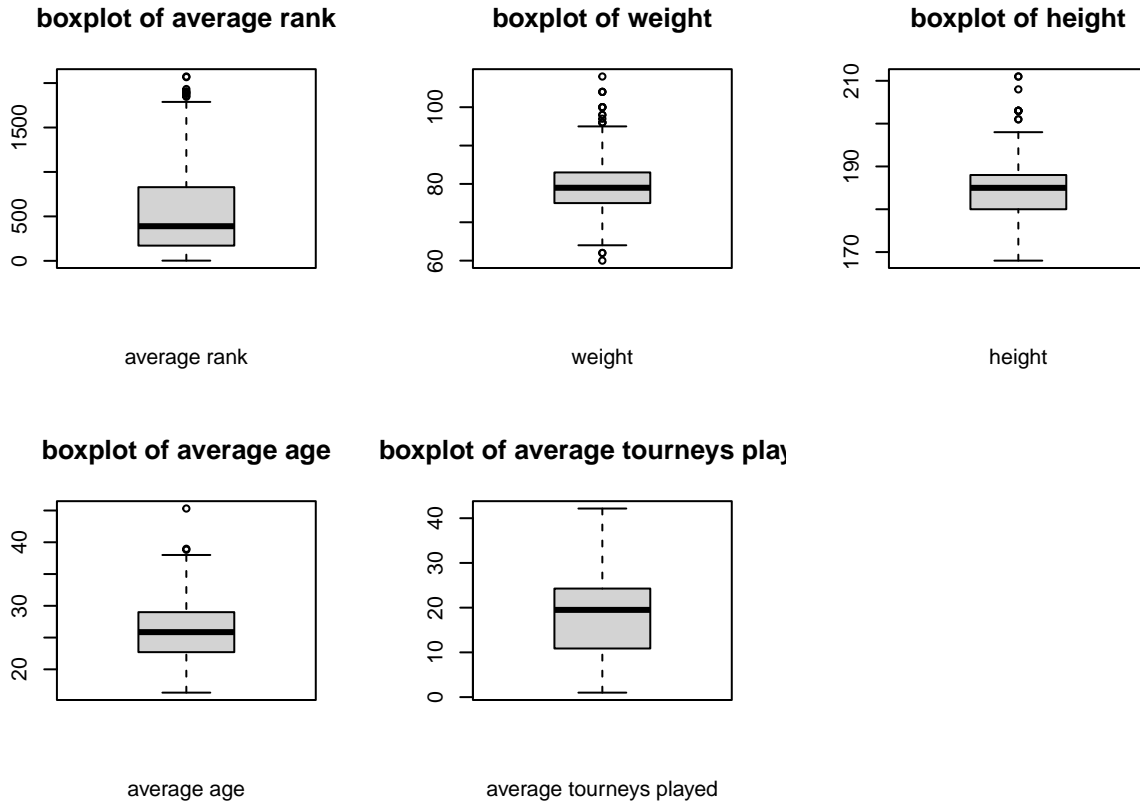 boxplot of average rank
0
500
1500
average rank
boxplot of weight
60
80
100
weight
boxplot of height
170
190
210
height
boxplot of average age
20
30
40
average age
boxplot of average tourneys play
0
10
20
30
40
average tourneys played